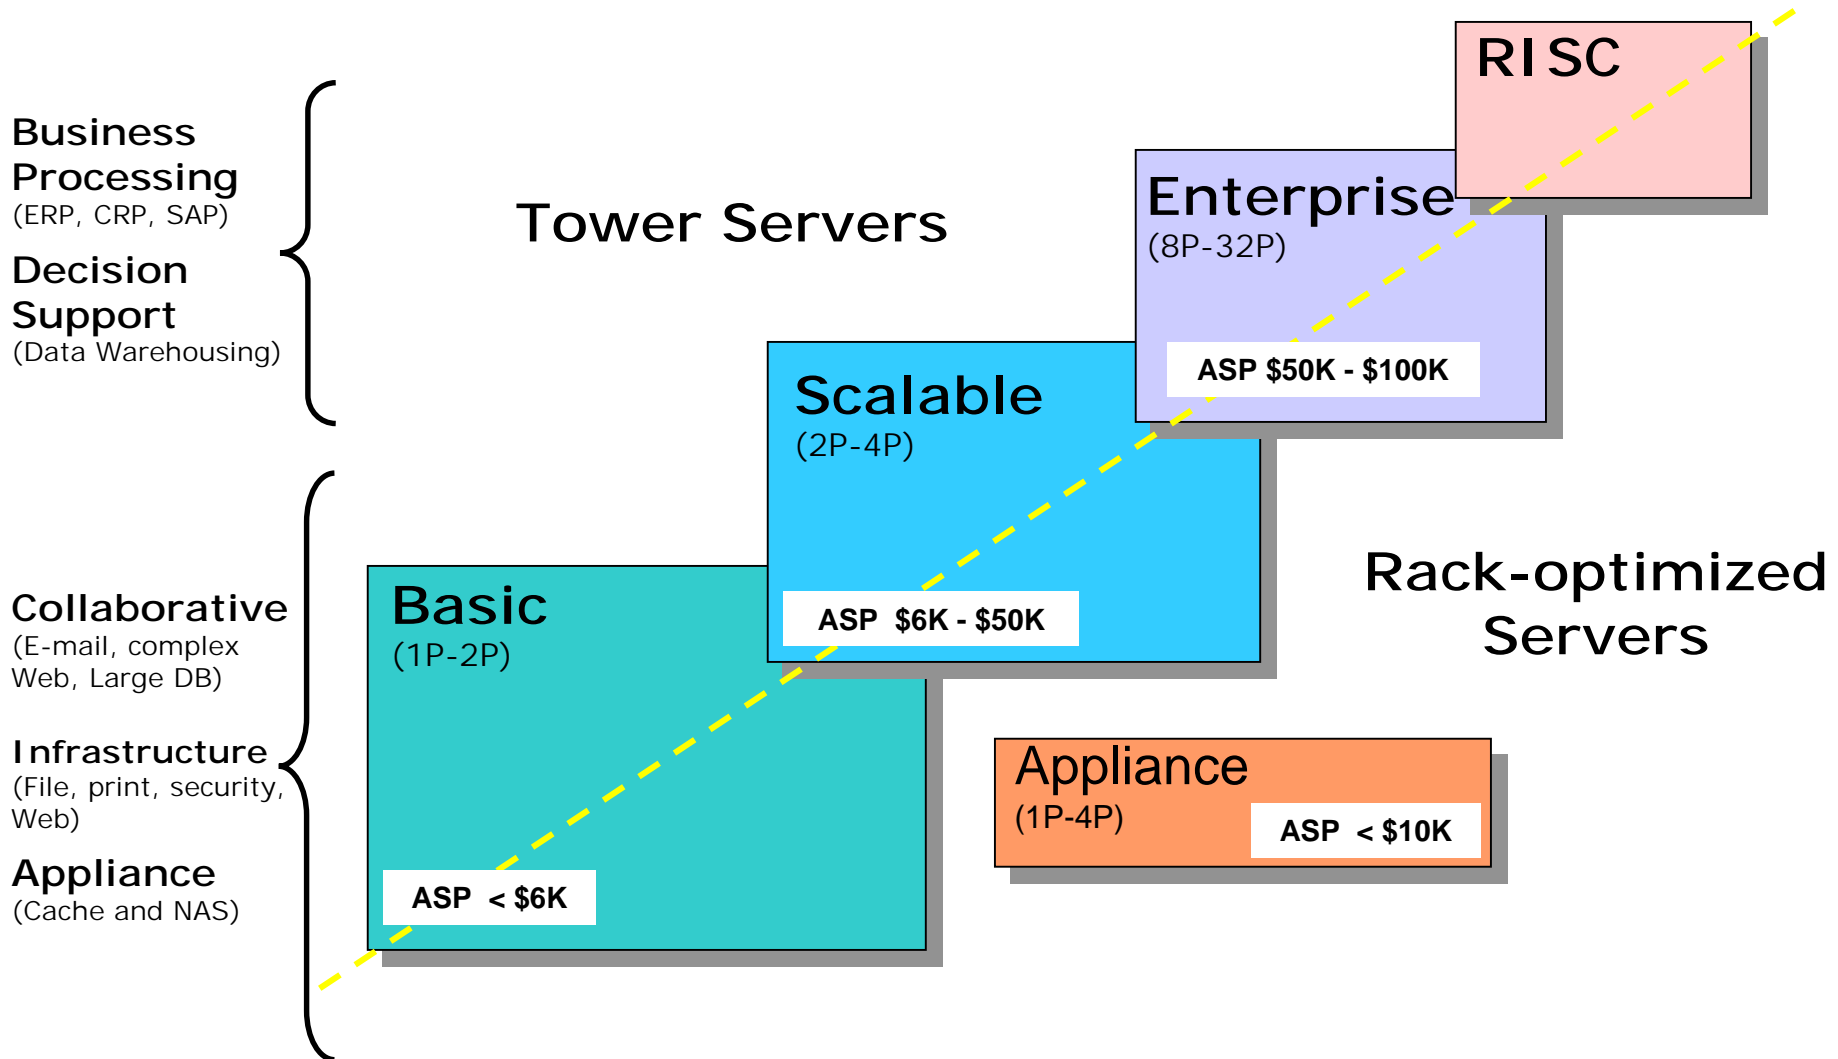 Business
Processing
(ERP, CRP, SAP)
Decision
Support
(Data Warehousing)
Collaborative
(E-mail, complex
Web, Large DB)
Infrastructure
(File, print, security,
Web)
Appliance
(Cache and NAS)
Tower Servers
RISC
Enterprise
(8P-32P)
ASP $50K - $100K
Scalable
(2P-4P)
ASP $6K - $50K
Basic
(1P-2P)
ASP < $6K
Rack-optimized
Servers
Appliance
(1P-4P)
ASP < $10K